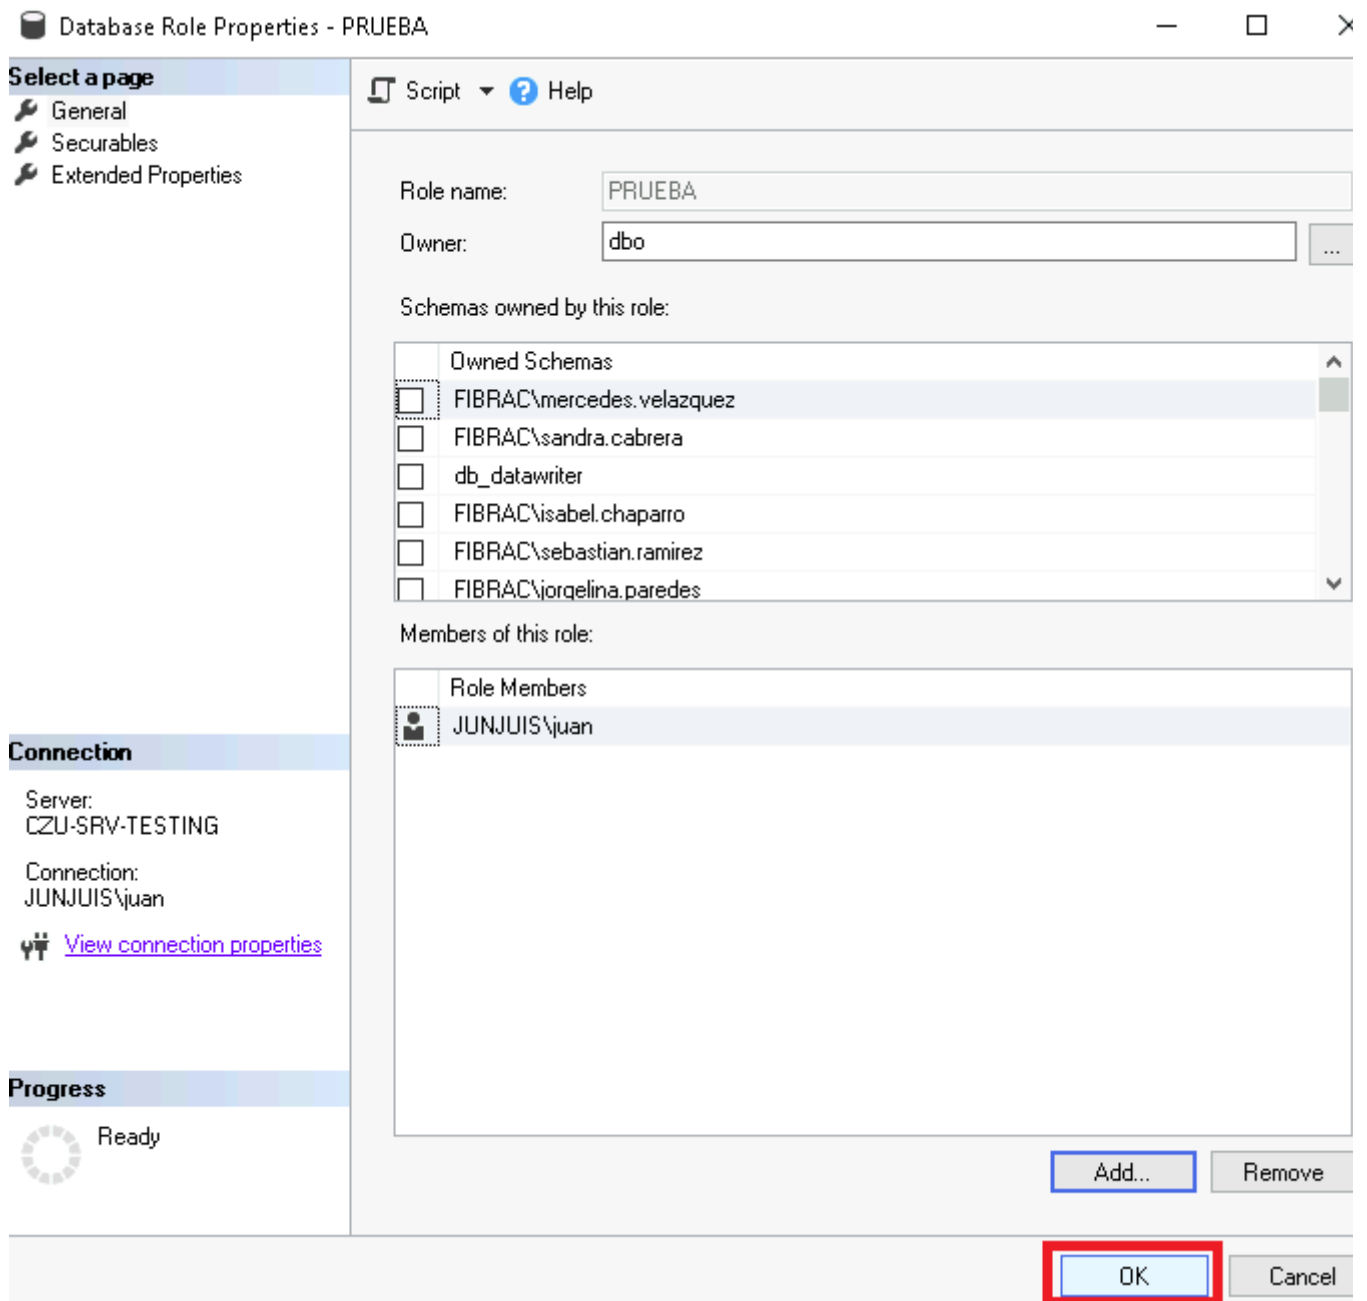 Database Role Properties - PRUEBA
Select a page
General
Securables
Extended Properties
Script
Help
Role name:
PRUEBA
Owner:
dbo
...
Schemas owned by this role:
Owned Schemas
FIBRAC\mercedes.velazquez
FIBRAC\sandra.cabrera
db_datawriter
FIBRAC\isabel.chaparro
FIBRAC\sebastian.ramirez
FIBRAC\jorgelina.paredes
Members of this role:
Role Members
JUNJUIS\juan
Connection
Server:
CZU-SRV-TESTING
Connection:
JUNJUIS\juan
View connection properties
Progress
Ready
Add...
Remove
OK
Cancel